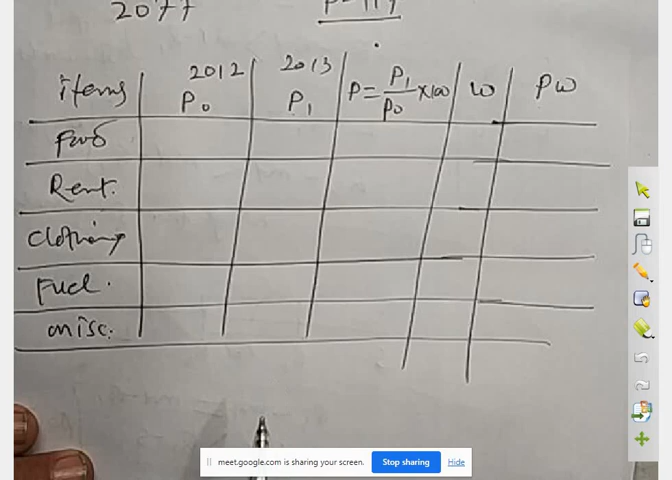 2077
items 2012 P₀ 2013 P₁ P = P₁/P₀ ×100 W PW
Food
Rent.
Clothing
Fuel.
misc.
meet.google.com is sharing your screen. Stop sharing Hide